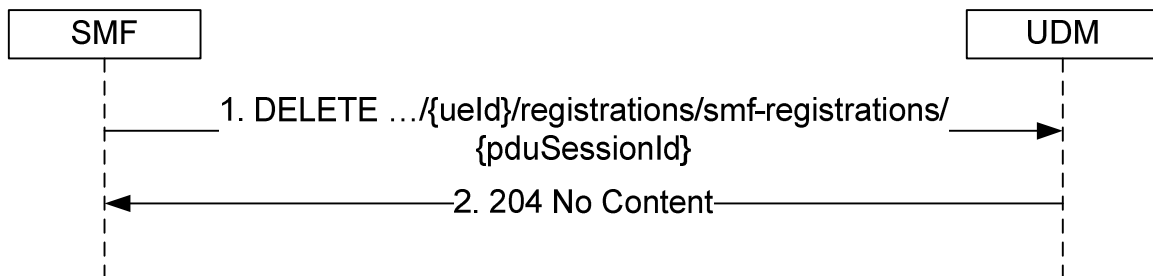 SMF
UDM
1. DELETE …/{ueId}/registrations/smf-registrations/
{pduSessionId}
2. 204 No Content